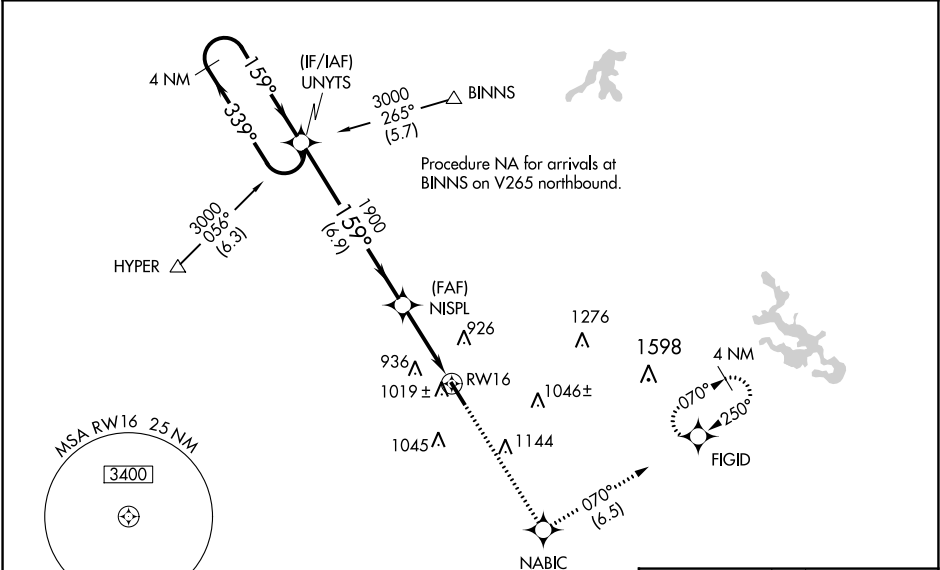 4 NM
159°
339°
(IF/IAF)
UNYTS
3000
265°
(5.7)
BINNS
Procedure NA for arrivals at
BINNS on V265 northbound.
3000
056°
(6.3)
HYPER
1900
159°
(6.9)
(FAF)
NISPL
926
936
1019 ±
RW16
1276
1598
1046±
1045
1144
4 NM
070°
250°
FIGID
070°
(6.5)
NABIC
MSA RW16 25 NM
3400